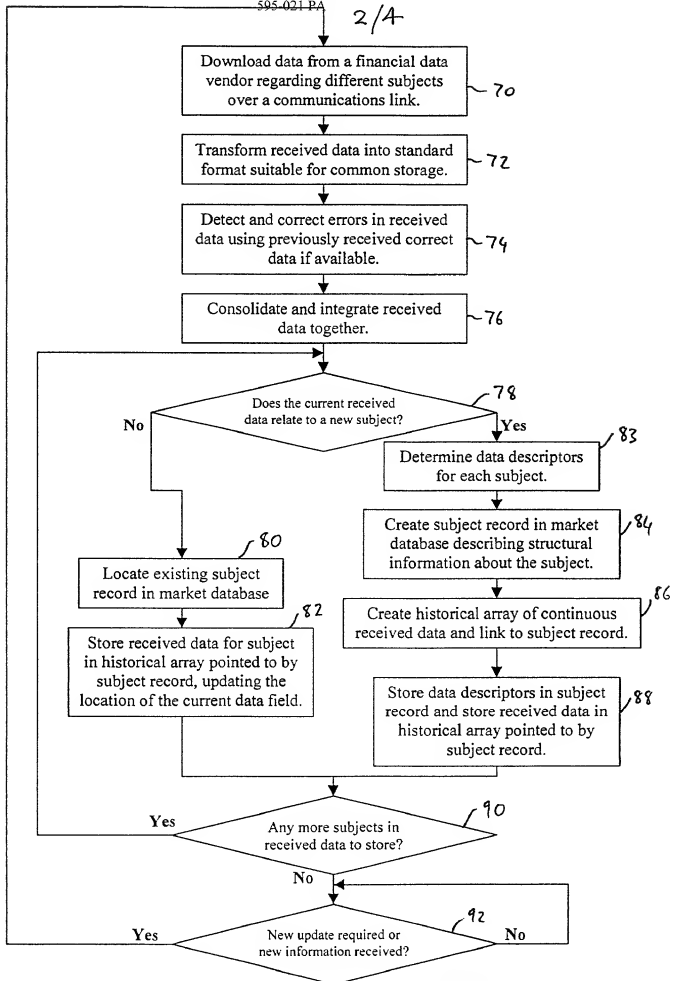 595-021 PA
2/4
Download data from a financial data
vendor regarding different subjects
over a communications link.
70
Transform received data into standard
format suitable for common storage.
72
Detect and correct errors in received
data using previously received correct
data if available.
74
Consolidate and integrate received
data together.
76
Does the current received
data relate to a new subject?
78
No
Yes
Determine data descriptors
for each subject.
83
Create subject record in market
database describing structural
information about the subject.
84
Locate existing subject
record in market database
80
Create historical array of continuous
received data and link to subject record.
86
Store received data for subject
in historical array pointed to by
subject record, updating the
location of the current data field.
82
Store data descriptors in subject
record and store received data in
historical array pointed to by
subject record.
88
Any more subjects in
received data to store?
90
Yes
No
New update required or
new information received?
92
Yes
No